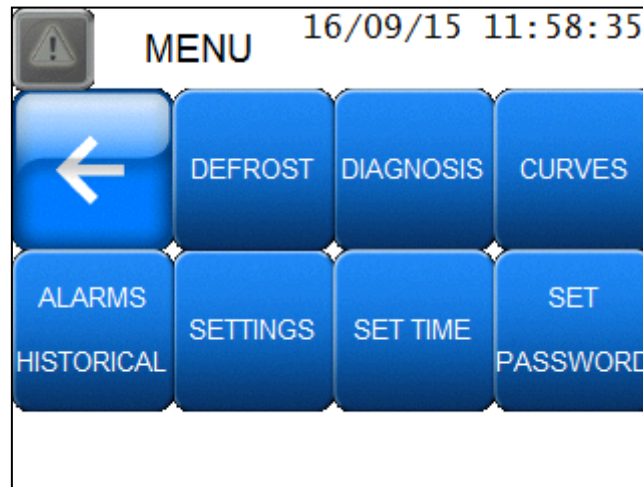 MENU 16/09/15 11:58:35
DEFROST DIAGNOSIS CURVES
ALARMS
HISTORICAL
SETTINGS
SET TIME
SET
PASSWORD